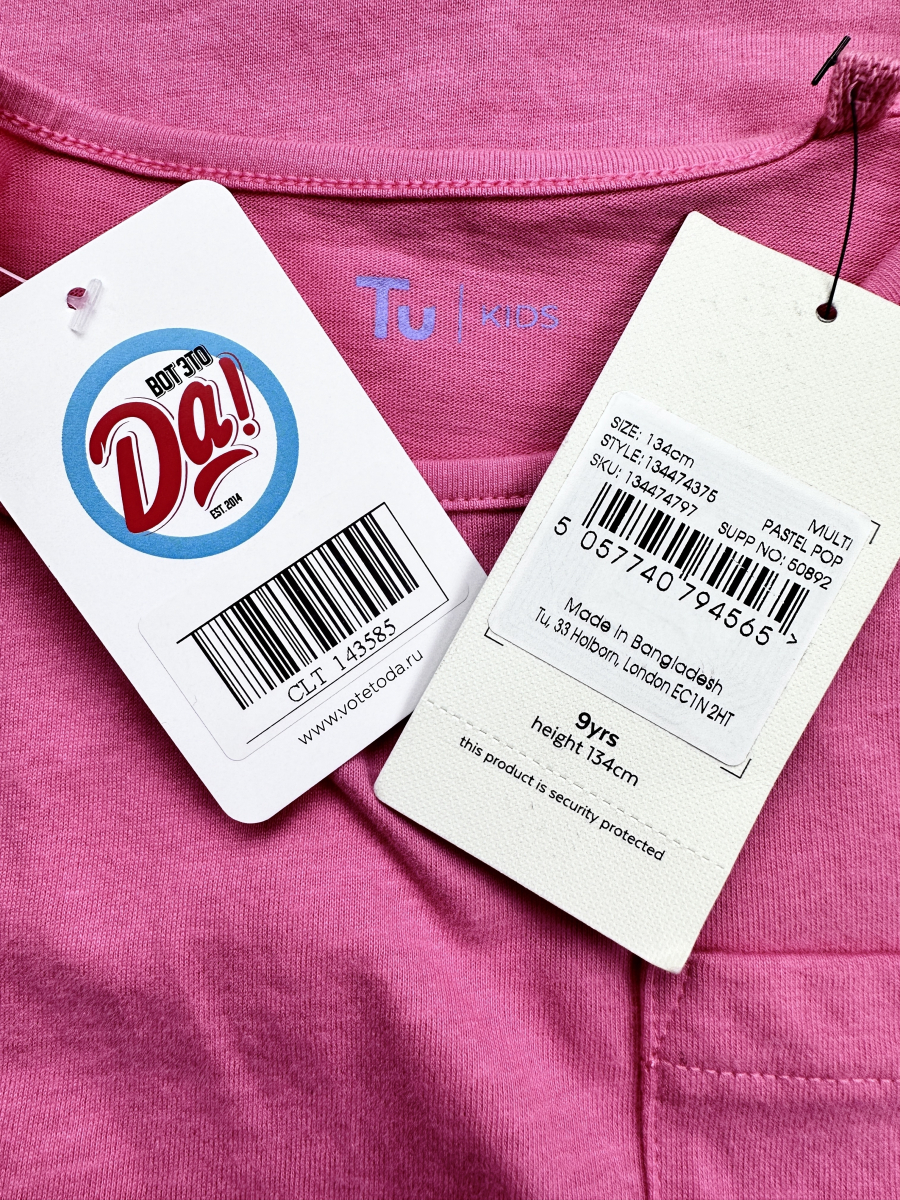 Tu | KIDS
ВОТ ЭТО
Да!
EST.2014
CLT 143585
www.votetoda.ru
SIZE: 134cm
STYLE:134474375
SKU: 134474797
MULTI
PASTEL POP
SUPP NO: 50892
5 057740 794565 >
Made in Bangladesh
Tu, 33 Holborn, London EC1N 2HT
9yrs
height 134cm
this product is security protected